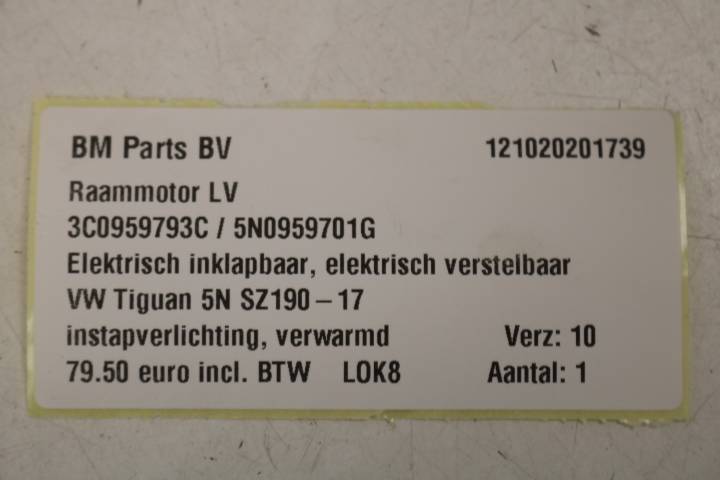 BM Parts BV 121020201739
Raammotor LV
3C0959793C / 5N0959701G
Elektrisch inklapbaar, elektrisch verstelbaar
VW Tiguan 5N SZ190 – 17
instapverlichting, verwarmd Verz: 10
79.50 euro incl. BTW LOK8 Aantal: 1